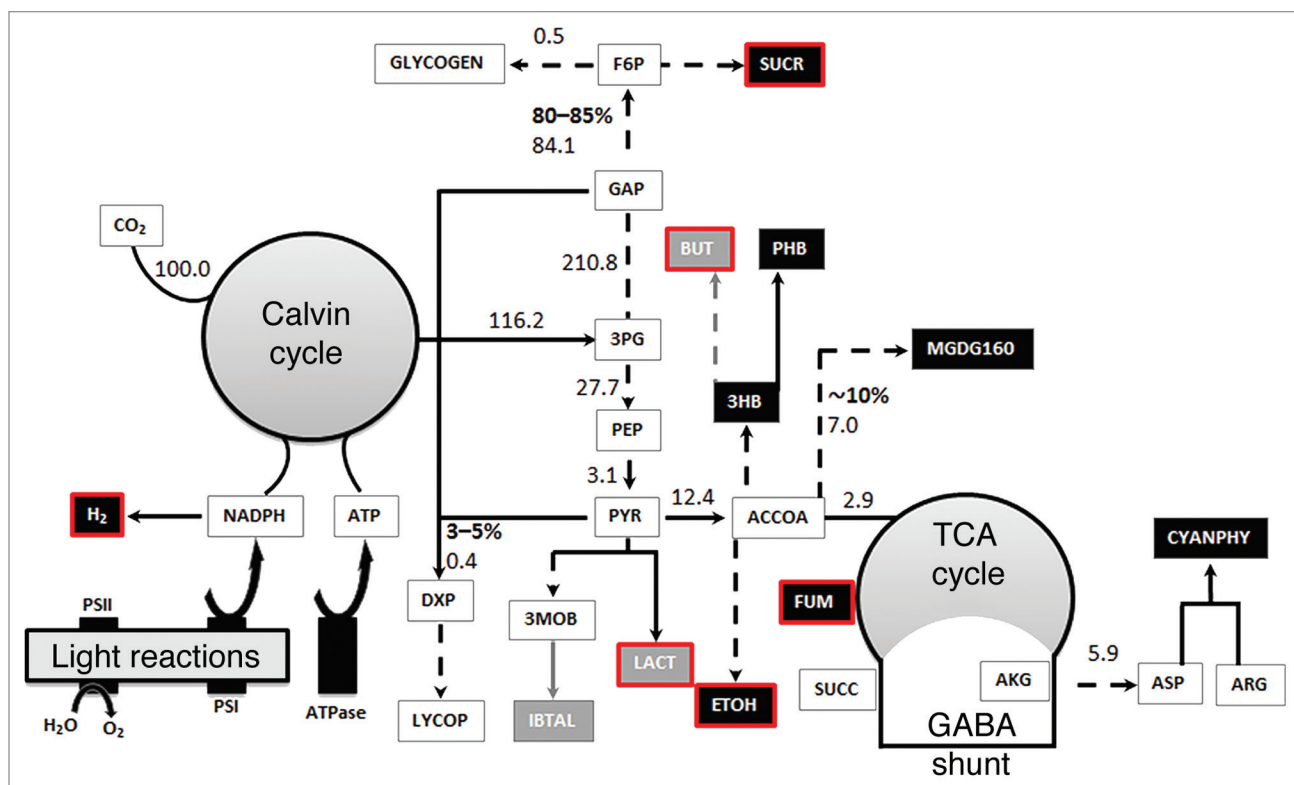 0.5
GLYCOGEN
F6P
SUCR
80–85%
84.1
GAP
CO₂
100.0
BUT
PHB
210.8
Calvin
cycle
116.2
3PG
MGDG160
27.7
3HB
~10%
7.0
PEP
3.1
H₂
NADPH
ATP
PYR
12.4
ACCOA
2.9
3–5%
0.4
TCA
cycle
CYANPHY
DXP
3MOB
FUM
PSII
Light reactions
LACT
5.9
SUCC
AKG
ASP
ARG
H₂O
O₂
PSI
ATPase
LYCOP
IBTAL
ETOH
GABA
shunt